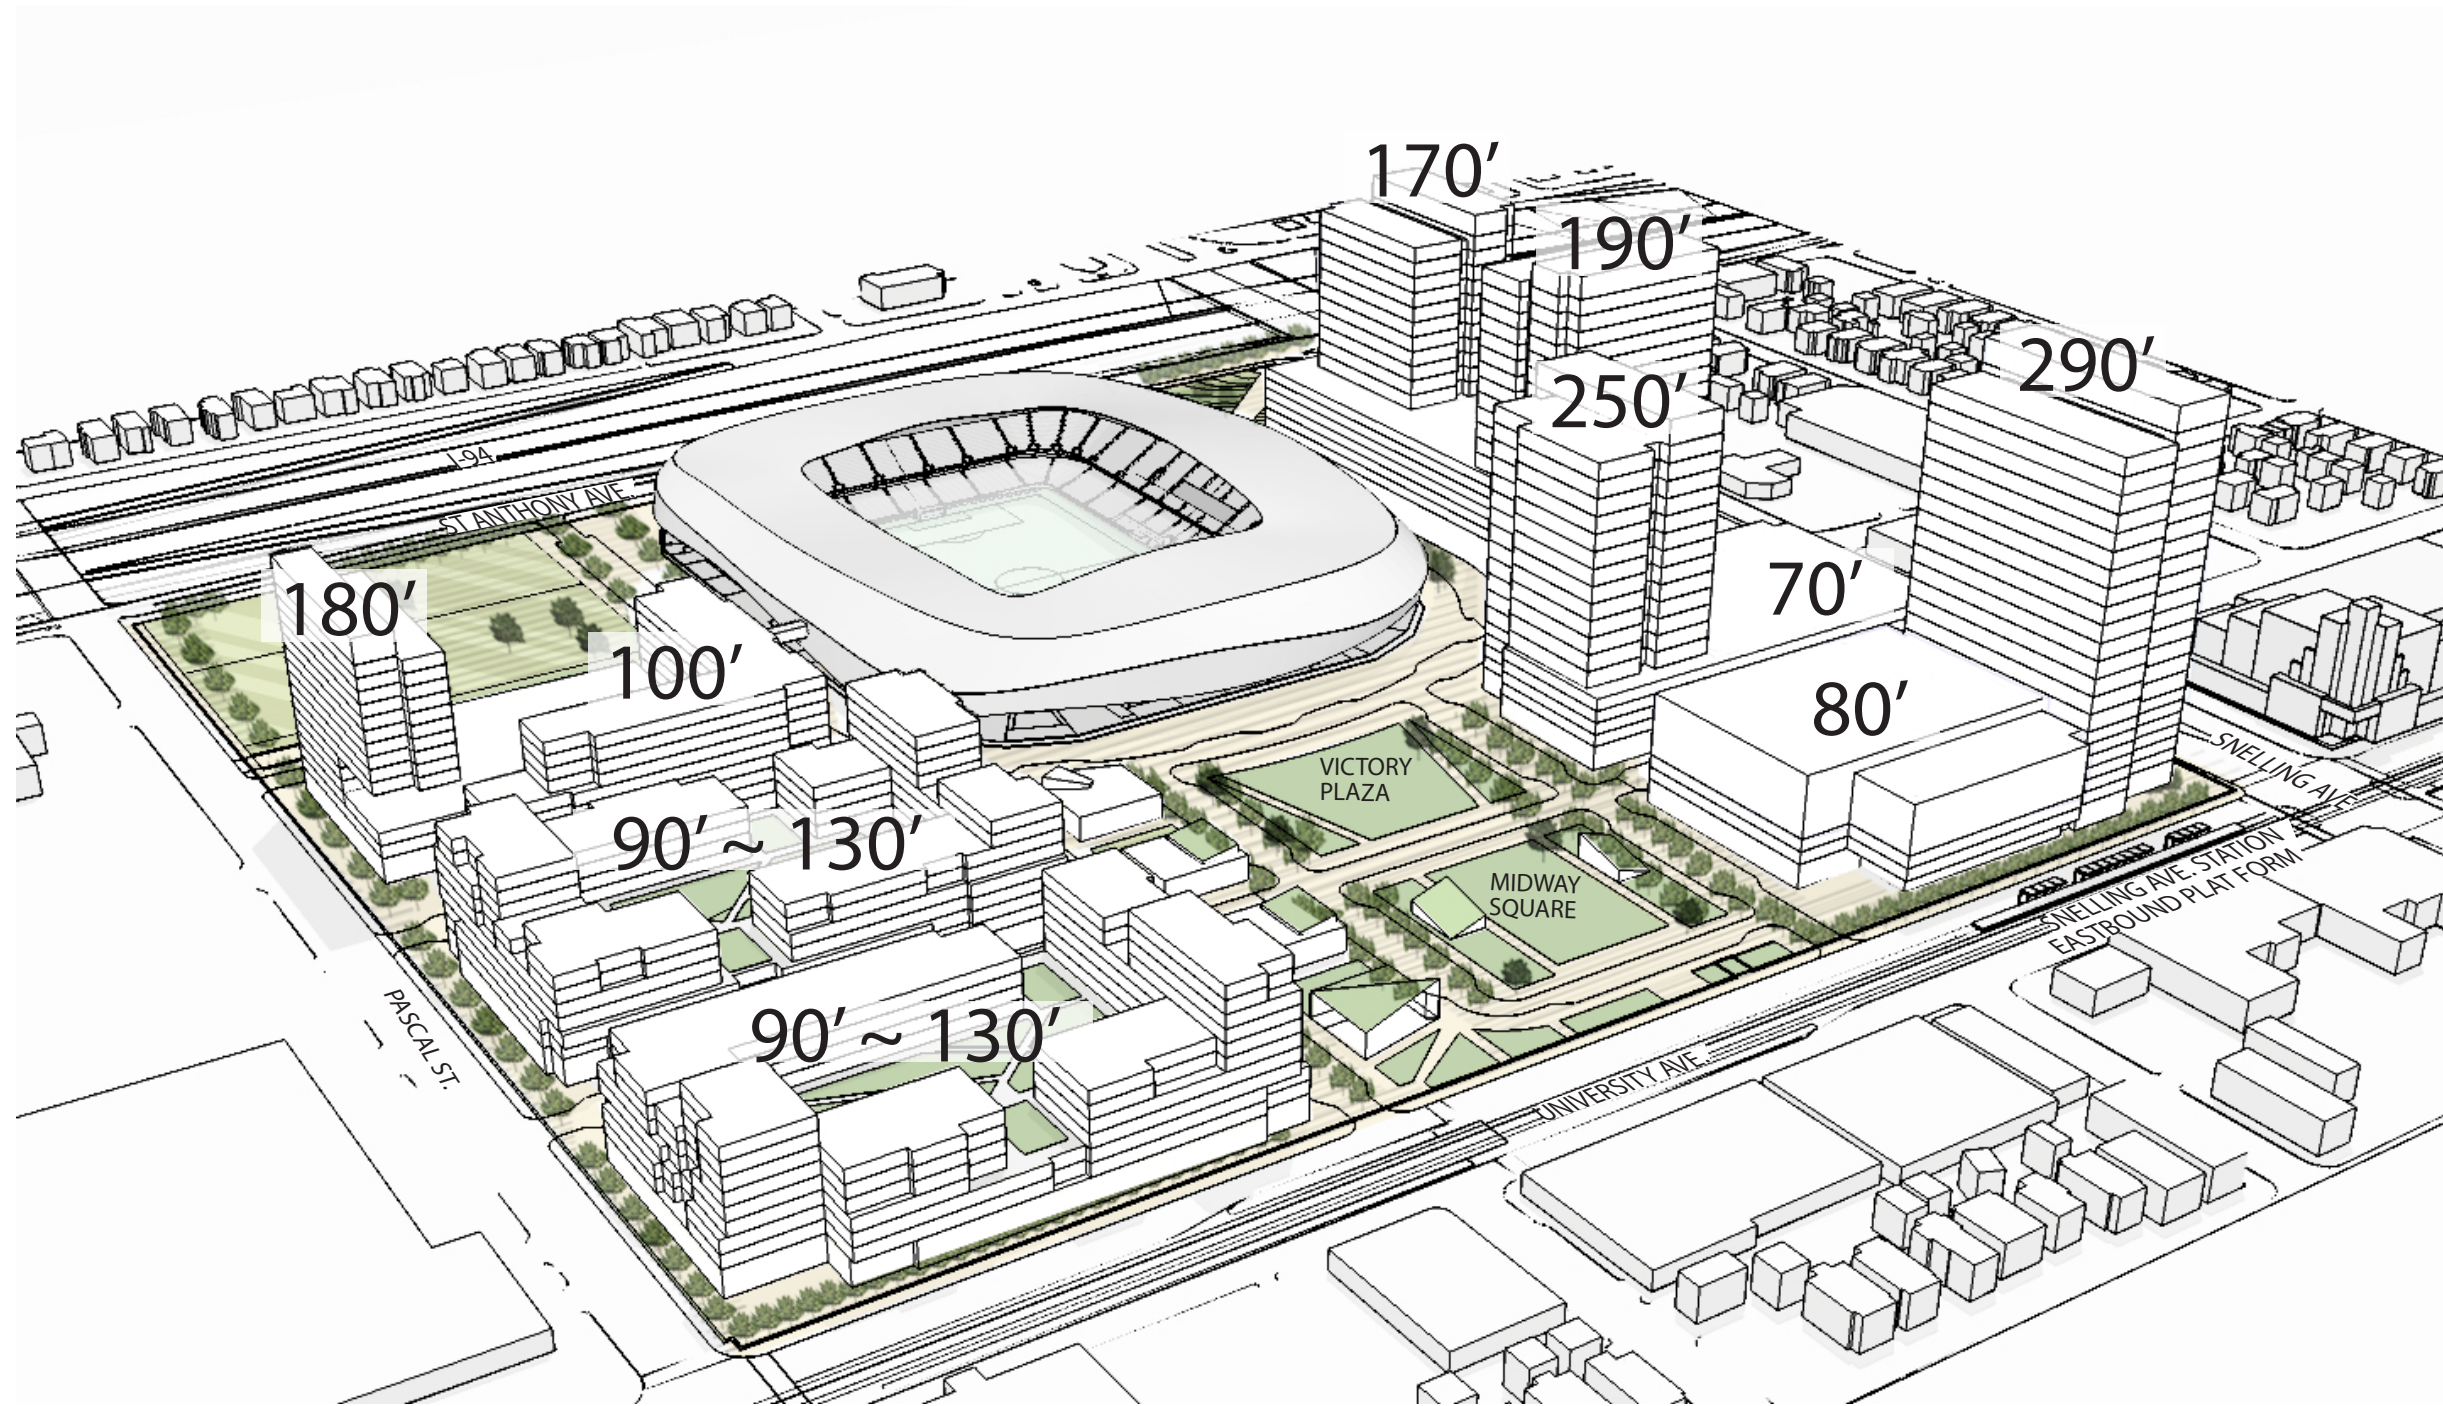 170’
190’
290’
250’
I-94
ST ANTHONY AVE.
180’
70’
100’
80’
SNELLING AVE.
VICTORY
PLAZA
90’ ~ 130’
MIDWAY
SQUARE
SNELLING AVE. STATION
EASTBOUND PLAT FORM
PASCAL ST.
90’ ~ 130’
UNIVERSITY AVE.